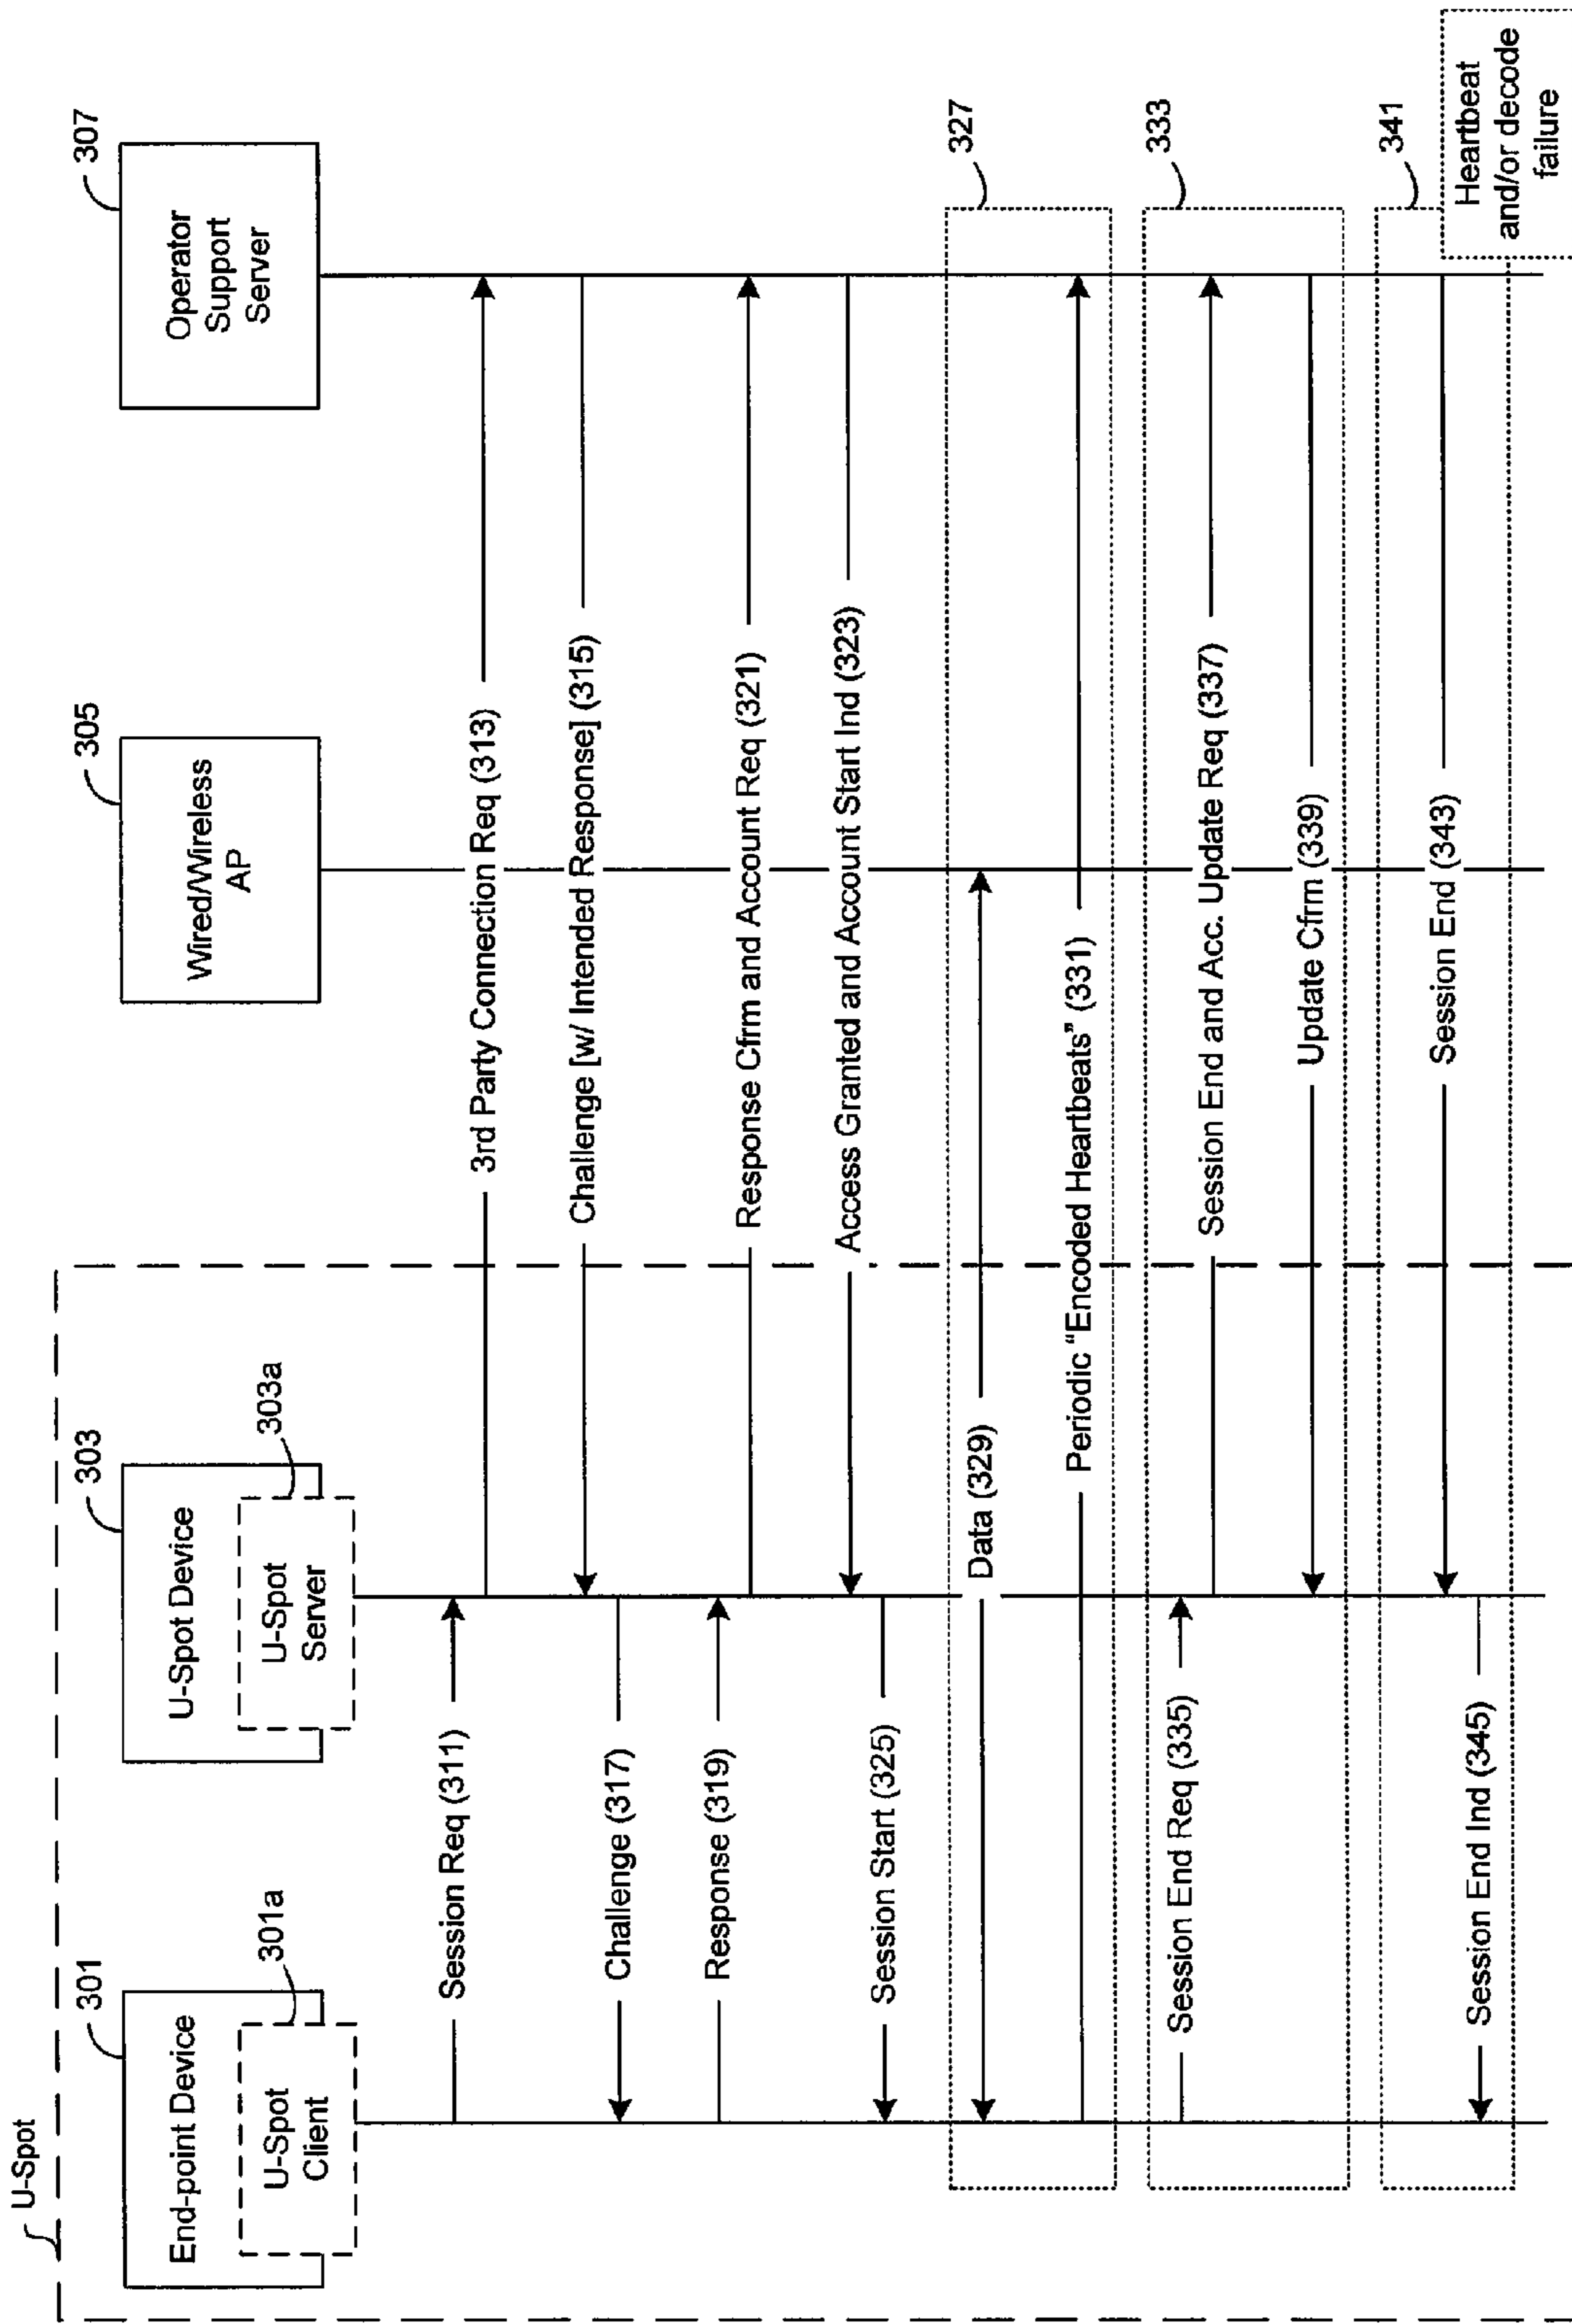 U-Spot
301
End-point Device
U-Spot
Client
301a
303
U-Spot Device
U-Spot
Server
303a
305
Wired/Wireless
AP
307
Operator
Support
Server
Session Req (311)
3rd Party Connection Req (313)
Challenge [w/ Intended Response] (315)
Challenge (317)
Response (319)
Response Cfrm and Account Req (321)
Access Granted and Account Start Ind (323)
Session Start (325)
327
Data (329)
Periodic “Encoded Heartbeats” (331)
333
Session End Req (335)
Session End and Acc. Update Req (337)
Update Cfrm (339)
341
Session End (343)
Session End Ind (345)
Heartbeat
and/or decode
failure